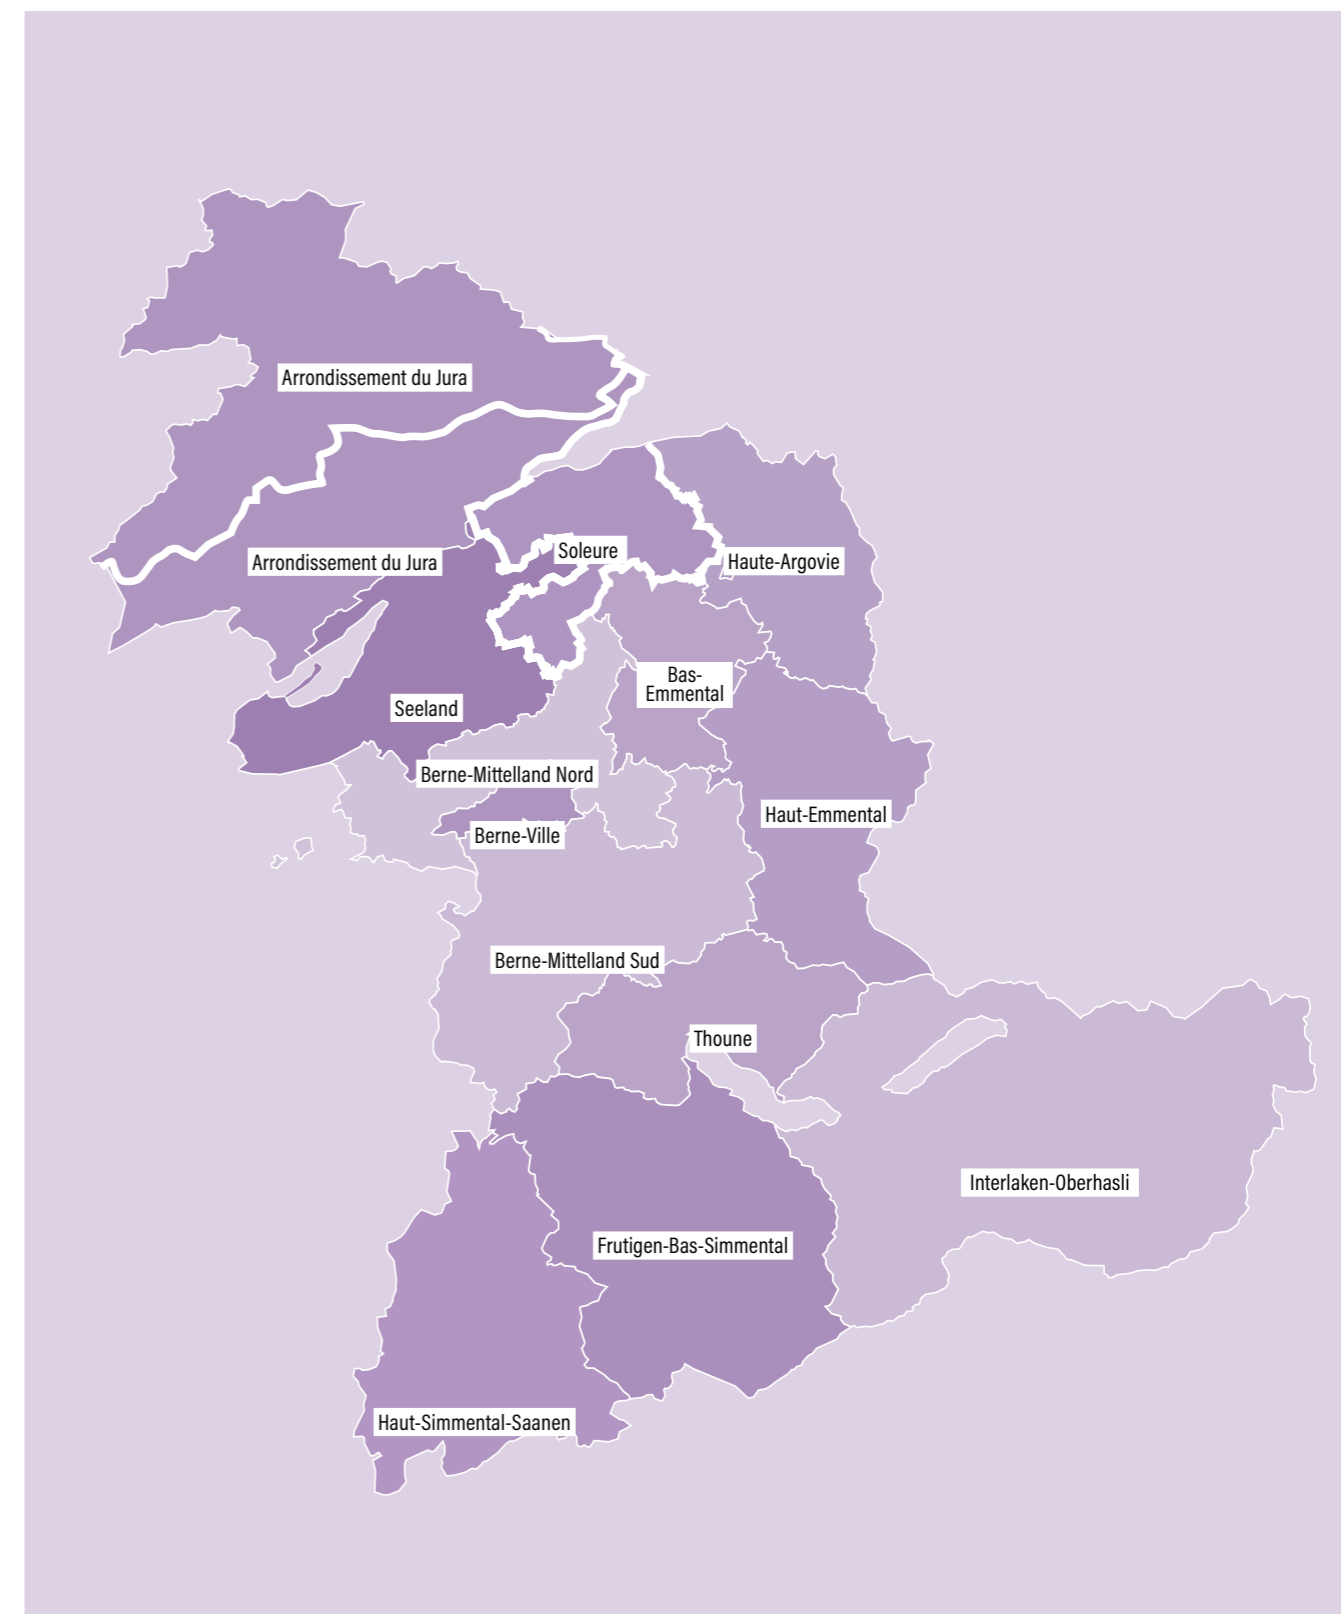 Arrondissement du Jura
Arrondissement du Jura
Soleure
Haute-Argovie
Bas-
Emmental
Seeland
Berne-Mittelland Nord
Haut-Emmental
Berne-Ville
Berne-Mittelland Sud
Thoune
Interlaken-Oberhasli
Frutigen-Bas-Simmental
Haut-Simmental-Saanen